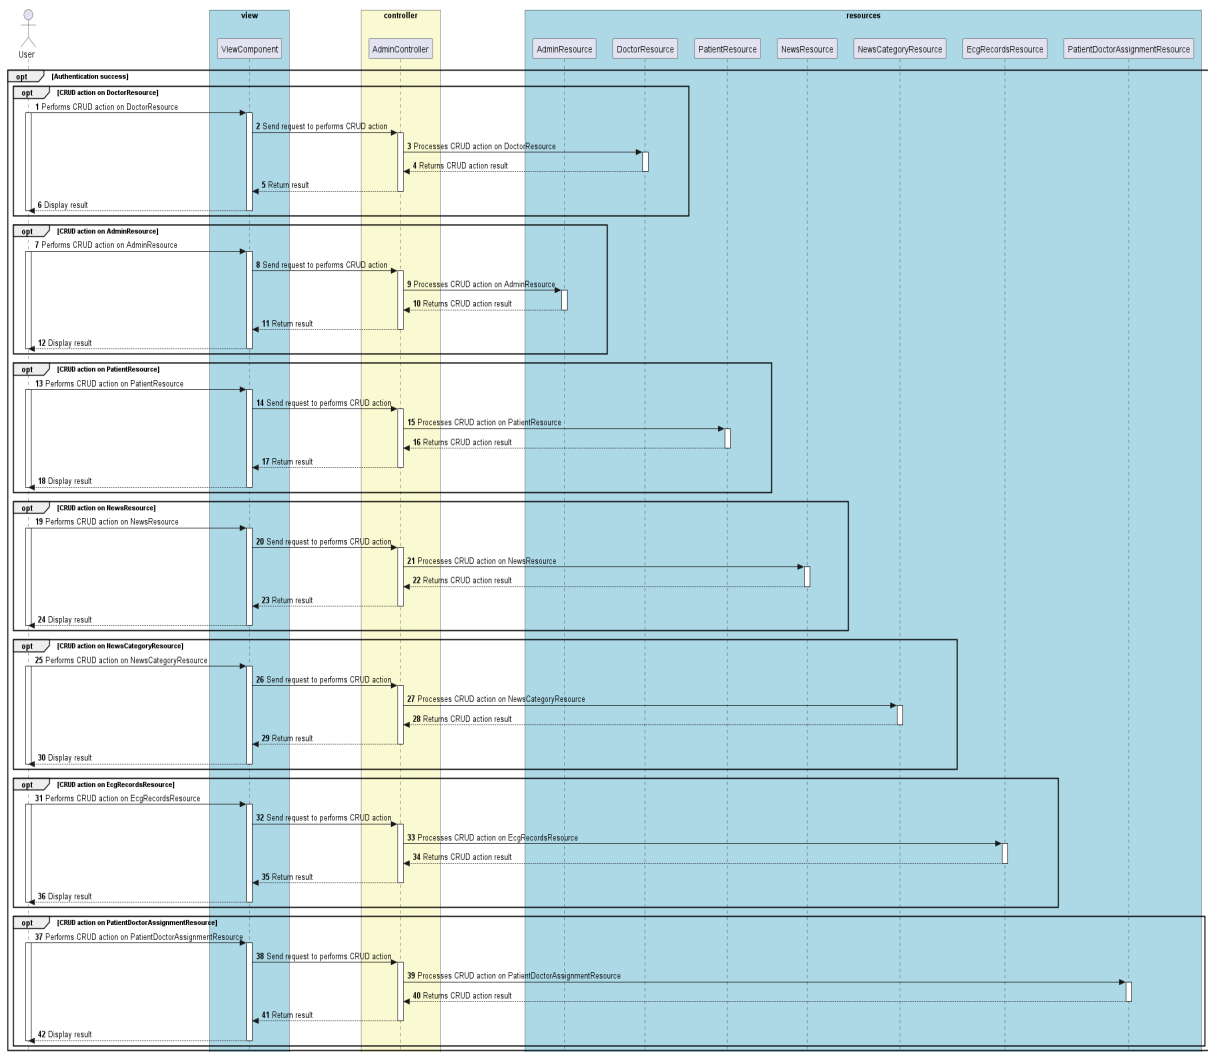 view
controller
resources
User
ViewComponent
AdminController
AdminResource
DoctorResource
PatientResource
NewsResource
NewsCategoryResource
EcgRecordsResource
PatientDoctorAssignmentResource
opt [Authentication success]
opt [CRUD action on DoctorResource]
1 Performs CRUD action on DoctorResource
2 Send request to performs CRUD action
3 Processes CRUD action on DoctorResource
4 Returns CRUD action result
5 Return result
6 Display result
opt [CRUD action on AdminResource]
7 Performs CRUD action on AdminResource
8 Send request to performs CRUD action
9 Processes CRUD action on AdminResource
10 Returns CRUD action result
11 Return result
12 Display result
opt [CRUD action on PatientResource]
13 Performs CRUD action on PatientResource
14 Send request to performs CRUD action
15 Processes CRUD action on PatientResource
16 Returns CRUD action result
17 Return result
18 Display result
opt [CRUD action on NewsResource]
19 Performs CRUD action on NewsResource
20 Send request to performs CRUD action
21 Processes CRUD action on NewsResource
22 Returns CRUD action result
23 Return result
24 Display result
opt [CRUD action on NewsCategoryResource]
25 Performs CRUD action on NewsCategoryResource
26 Send request to performs CRUD action
27 Processes CRUD action on NewsCategoryResource
28 Returns CRUD action result
29 Return result
30 Display result
opt [CRUD action on EcgRecordsResource]
31 Performs CRUD action on EcgRecordsResource
32 Send request to performs CRUD action
33 Processes CRUD action on EcgRecordsResource
34 Returns CRUD action result
35 Return result
36 Display result
opt [CRUD action on PatientDoctorAssignmentResource]
37 Performs CRUD action on PatientDoctorAssignmentResource
38 Send request to performs CRUD action
39 Processes CRUD action on PatientDoctorAssignmentResource
40 Returns CRUD action result
41 Return result
42 Display result